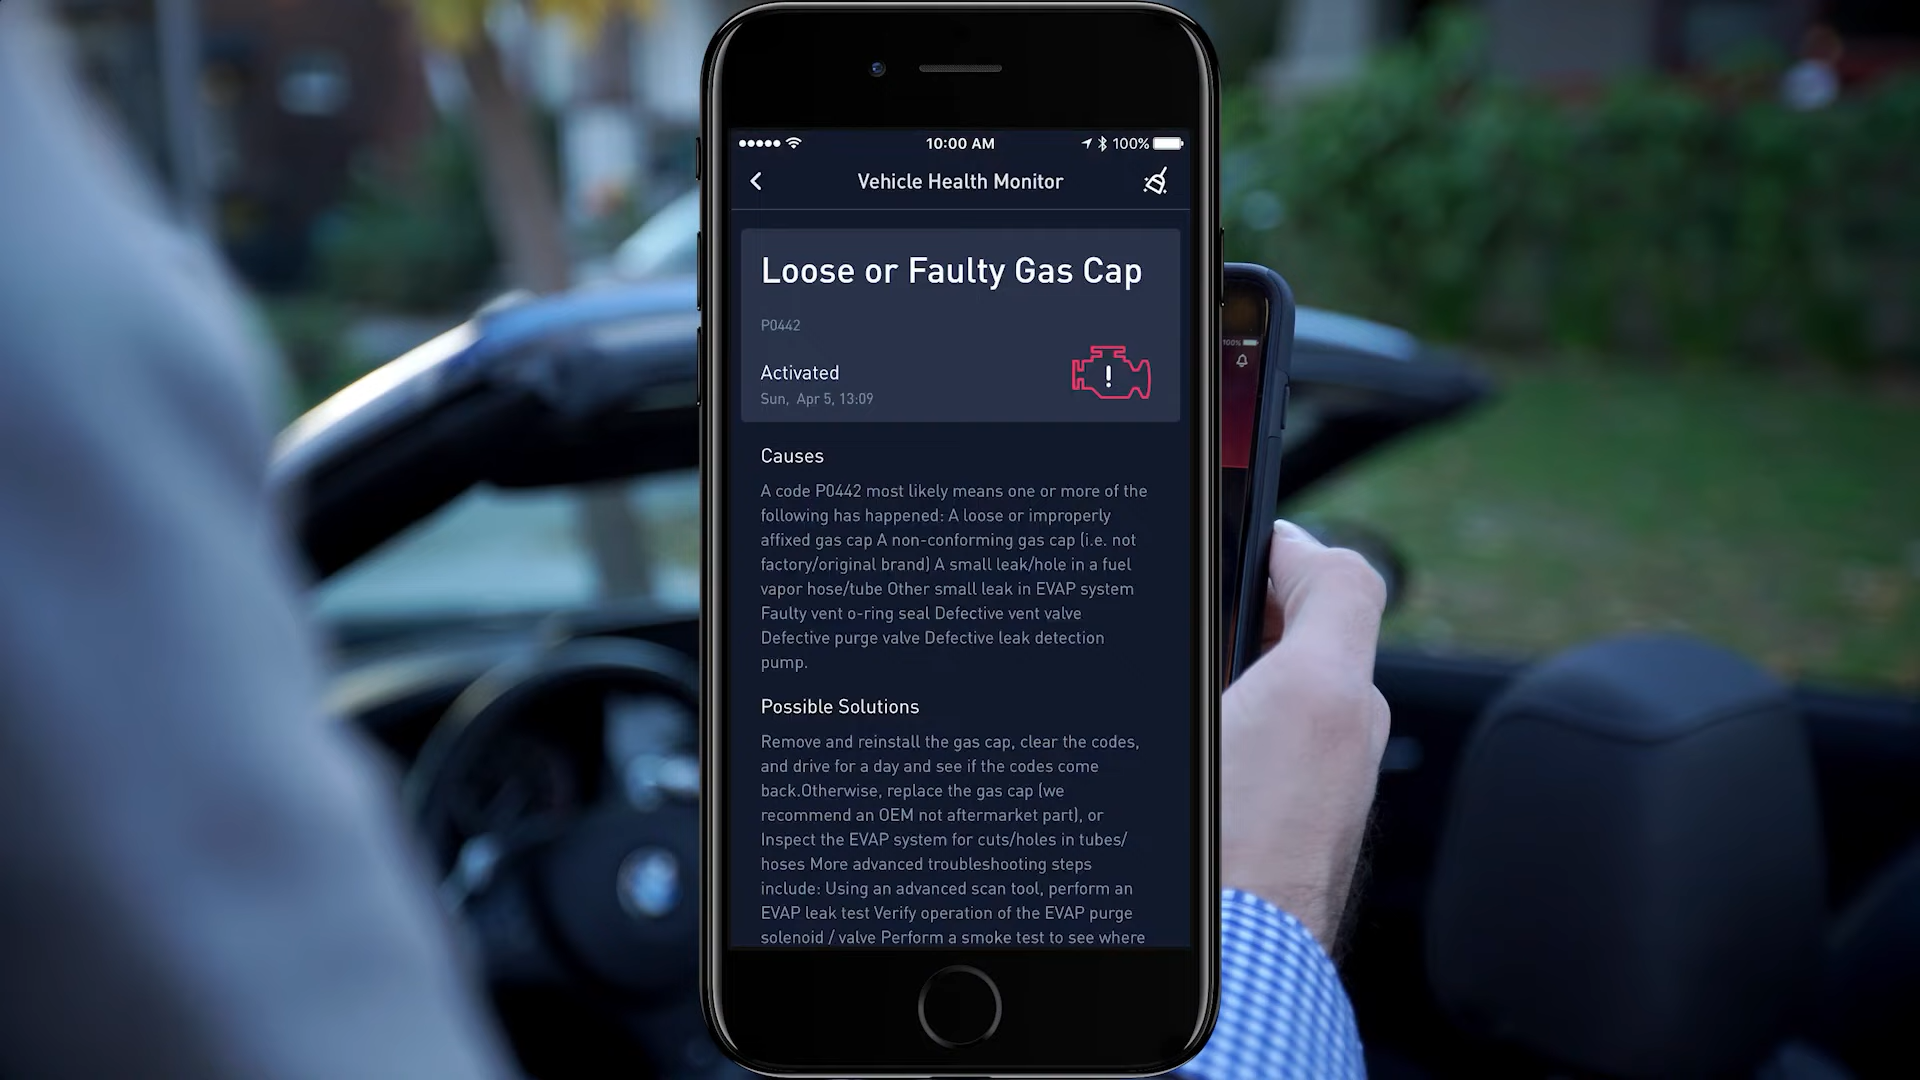 10:00 AM
100%
Vehicle Health Monitor
Loose or Faulty Gas Cap
P0442
Activated
Sun, Apr 5, 13:09
100%
Causes
A code P0442 most likely means one or more of the
following has happened: A loose or improperly
affixed gas cap A non-conforming gas cap (i.e. not
factory/original brand) A small leak/hole in a fuel
vapor hose/tube Other small leak in EVAP system
Faulty vent o-ring seal Defective vent valve
Defective purge valve Defective leak detection
pump.
Possible Solutions
Remove and reinstall the gas cap, clear the codes,
and drive for a day and see if the codes come
back.Otherwise, replace the gas cap (we
recommend an OEM not aftermarket part), or
Inspect the EVAP system for cuts/holes in tubes/
hoses More advanced troubleshooting steps
include: Using an advanced scan tool, perform an
EVAP leak test Verify operation of the EVAP purge
solenoid / valve Perform a smoke test to see where